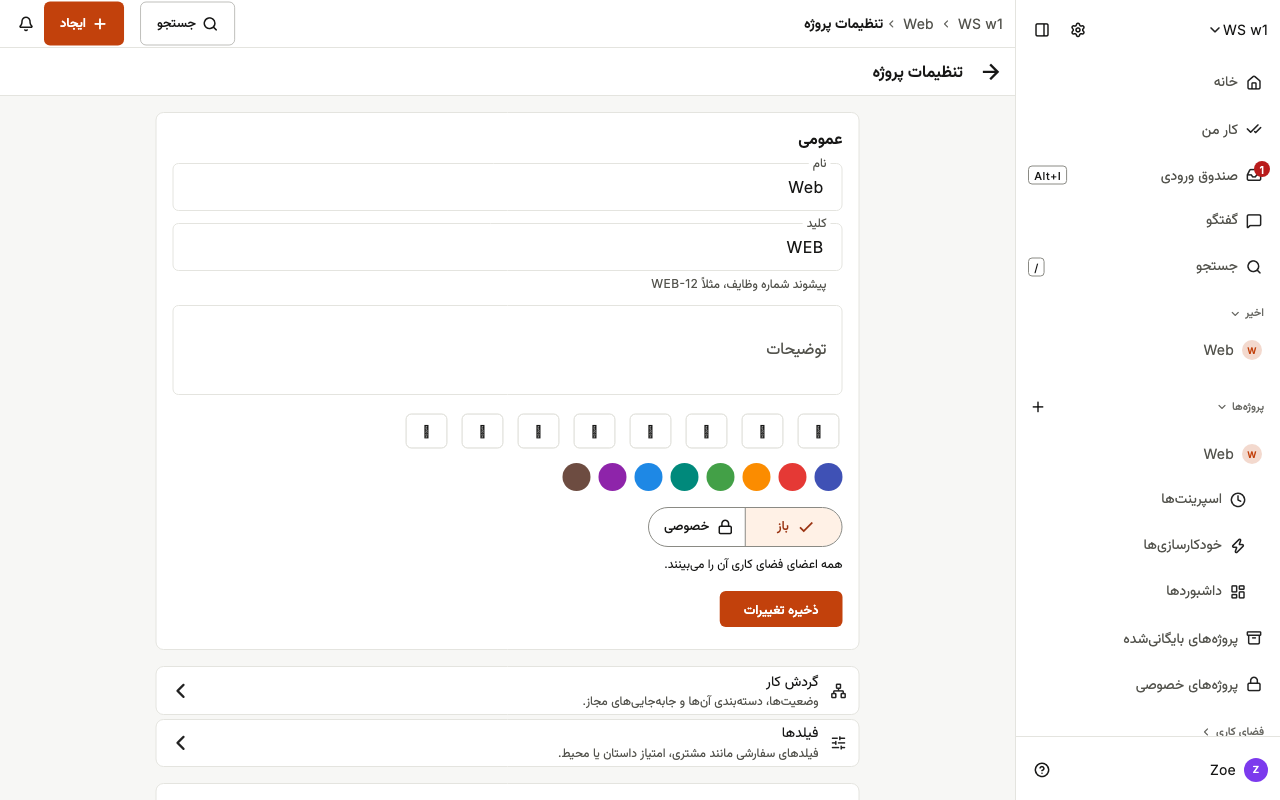 WS w1
خانه
کار من
صندوق ورودی
1
Alt+I
گفتگو
جستجو
/
اخیر
W Web
پروژه‌ها
W Web
اسپرینت‌ها
خودکارسازی‌ها
داشبوردها
پروژه‌های بایگانی‌شده
پروژه‌های خصوصی
فضای کاری
Z Zoe
WS w1 › Web › تنظیمات پروژه
جستجو
ایجاد
تنظیمات پروژه
عمومی
نام
Web
کلید
WEB
پیشوند شماره وظایف، مثلاً WEB-12
توضیحات
باز
خصوصی
همه اعضای فضای کاری آن را می‌بینند.
ذخیره تغییرات
گردش کار
وضعیت‌ها، دسته‌بندی آن‌ها و جابه‌جایی‌های مجاز.
فیلدها
فیلدهای سفارشی مانند مشتری، امتیاز داستان یا محیط.